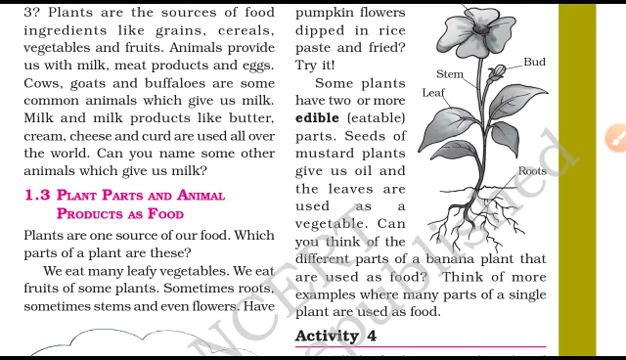 3? Plants are the sources of food
ingredients like grains, cereals,
vegetables and fruits. Animals provide
us with milk, meat products and eggs.
Cows, goats and buffaloes are some
common animals which give us milk.
Milk and milk products like butter,
cream, cheese and curd are used all over
the world. Can you name some other
animals which give us milk?
1.3 Plant Parts and Animal
Products as Food
Plants are one source of our food. Which
parts of a plant are these?
We eat many leafy vegetables. We eat
fruits of some plants. Sometimes roots,
sometimes stems and even flowers. Have
pumpkin flowers
dipped in rice
paste and fried?
Try it!
Some plants
have two or more
edible (eatable)
parts. Seeds of
mustard plants
give us oil and
the leaves are
used as a
vegetable. Can
you think of the
different parts of a banana plant that
are used as food? Think of more
examples where many parts of a single
plant are used as food.
Activity 4
Bud
Stem
Leaf
Roots
NCERT
republished